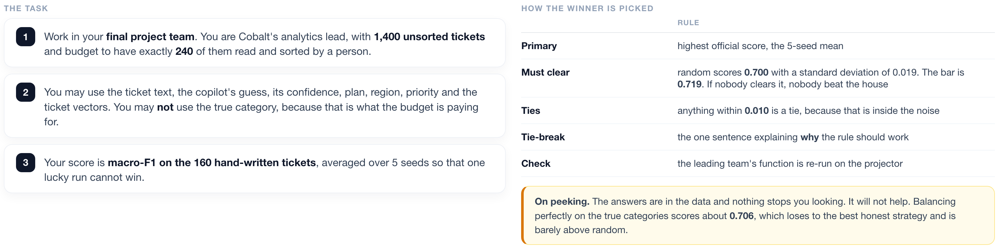 THE TASK
1
Work in your final project team. You are Cobalt's analytics lead, with 1,400 unsorted tickets
and budget to have exactly 240 of them read and sorted by a person.
2
You may use the ticket text, the copilot's guess, its confidence, plan, region, priority and the
ticket vectors. You may not use the true category, because that is what the budget is paying
for.
3
Your score is macro-F1 on the 160 hand-written tickets, averaged over 5 seeds so that one
lucky run cannot win.
HOW THE WINNER IS PICKED
RULE
Primary highest official score, the 5-seed mean
Must clear random scores 0.700 with a standard deviation of 0.019. The bar is
0.719. If nobody clears it, nobody beat the house
Ties anything within 0.010 is a tie, because that is inside the noise
Tie-break the one sentence explaining why the rule should work
Check the leading team's function is re-run on the projector
On peeking. The answers are in the data and nothing stops you looking. It will not help. Balancing
perfectly on the true categories scores about 0.706, which loses to the best honest strategy and is
barely above random.